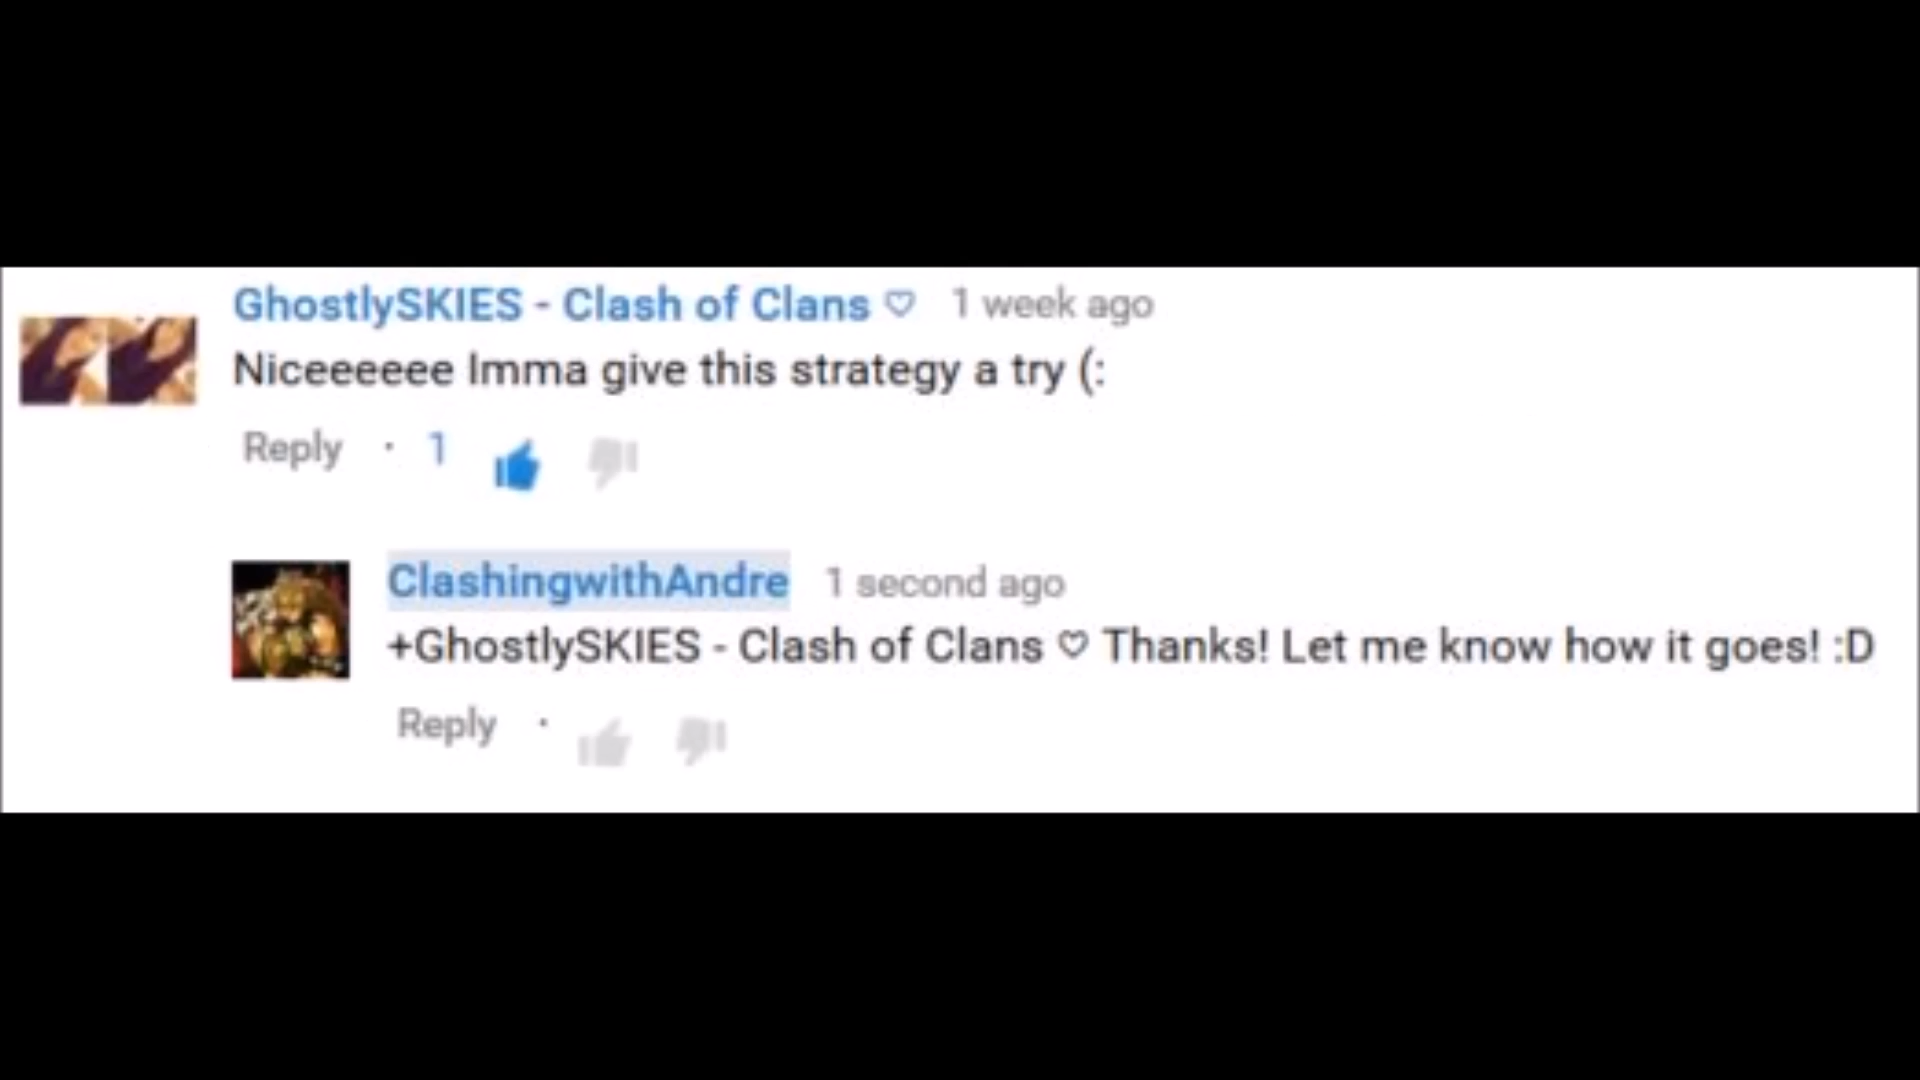 GhostlySKIES - Clash of Clans ♡ 1 week ago
Niceeeeee Imma give this strategy a try (:
Reply · 1
ClashingwithAndre 1 second ago
+GhostlySKIES - Clash of Clans ♡ Thanks! Let me know how it goes! :D
Reply ·